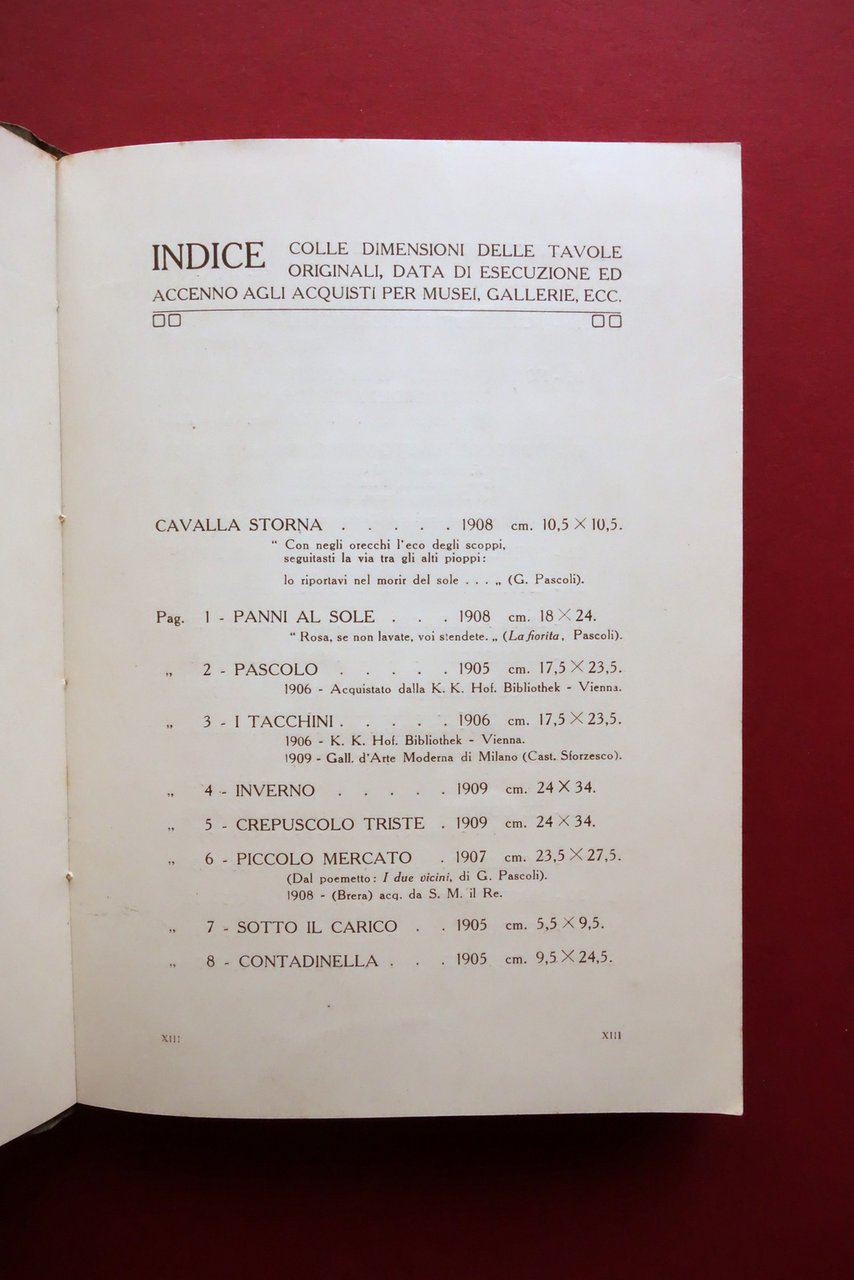 INDICE COLLE DIMENSIONI DELLE TAVOLE
ORIGINALI, DATA DI ESECUZIONE ED
ACCENNO AGLI ACQUISTI PER MUSEI, GALLERIE, ECC.
CAVALLA STORNA . . . . . 1908 cm. 10,5 × 10,5.
“ Con negli orecchi l'eco degli scoppi,
seguitasti la via tra gli alti pioppi:
lo riportavi nel morir del sole . . . „ (G. Pascoli).
Pag. 1 - PANNI AL SOLE . . . 1908 cm. 18 × 24.
“ Rosa, se non lavate, voi stendete. „ (La fiorita, Pascoli).
„ 2 - PASCOLO . . . . . 1905 cm. 17,5 × 23,5.
1906 - Acquistato dalla K. K. Hof. Bibliothek - Vienna.
„ 3 - I TACCHINI . . . . . 1906 cm. 17,5 × 23,5.
1906 - K. K. Hof. Bibliothek - Vienna.
1909 - Gall. d'Arte Moderna di Milano (Cast. Sforzesco).
„ 4 - INVERNO . . . . . 1909 cm. 24 × 34.
„ 5 - CREPUSCOLO TRISTE . 1909 cm. 24 × 34.
„ 6 - PICCOLO MERCATO . 1907 cm. 23,5 × 27,5.
(Dal poemetto: I due vicini, di G. Pascoli).
1908 - (Brera) acq. da S. M. il Re.
„ 7 - SOTTO IL CARICO . . 1905 cm. 5,5 × 9,5.
„ 8 - CONTADINELLA . . . 1905 cm. 9,5 × 24,5.
XIII XIII